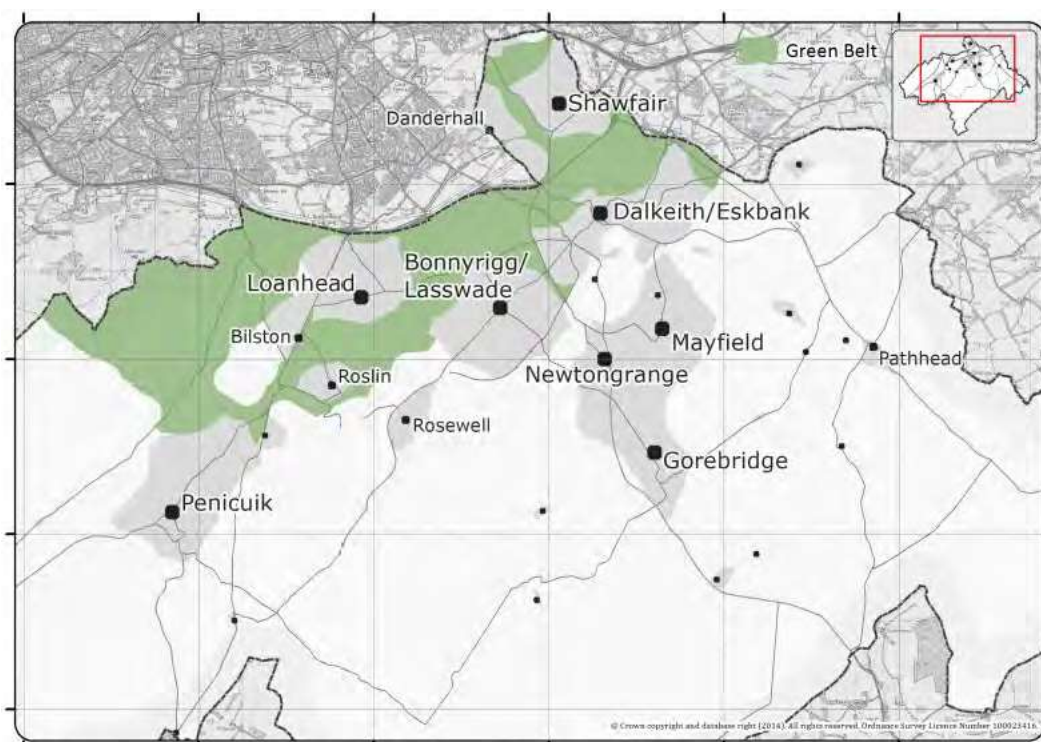 Green Belt
Shawfair
Danderhall
Dalkeith/Eskbank
Bonnyrigg/
Lasswade
Loanhead
Bilston
Mayfield
Pathhead
Newtongrange
Roslin
Rosewell
Gorebridge
Penicuik
© Crown copyright and database right (2014). All rights reserved. Ordnance Survey Licence Number 100023416.